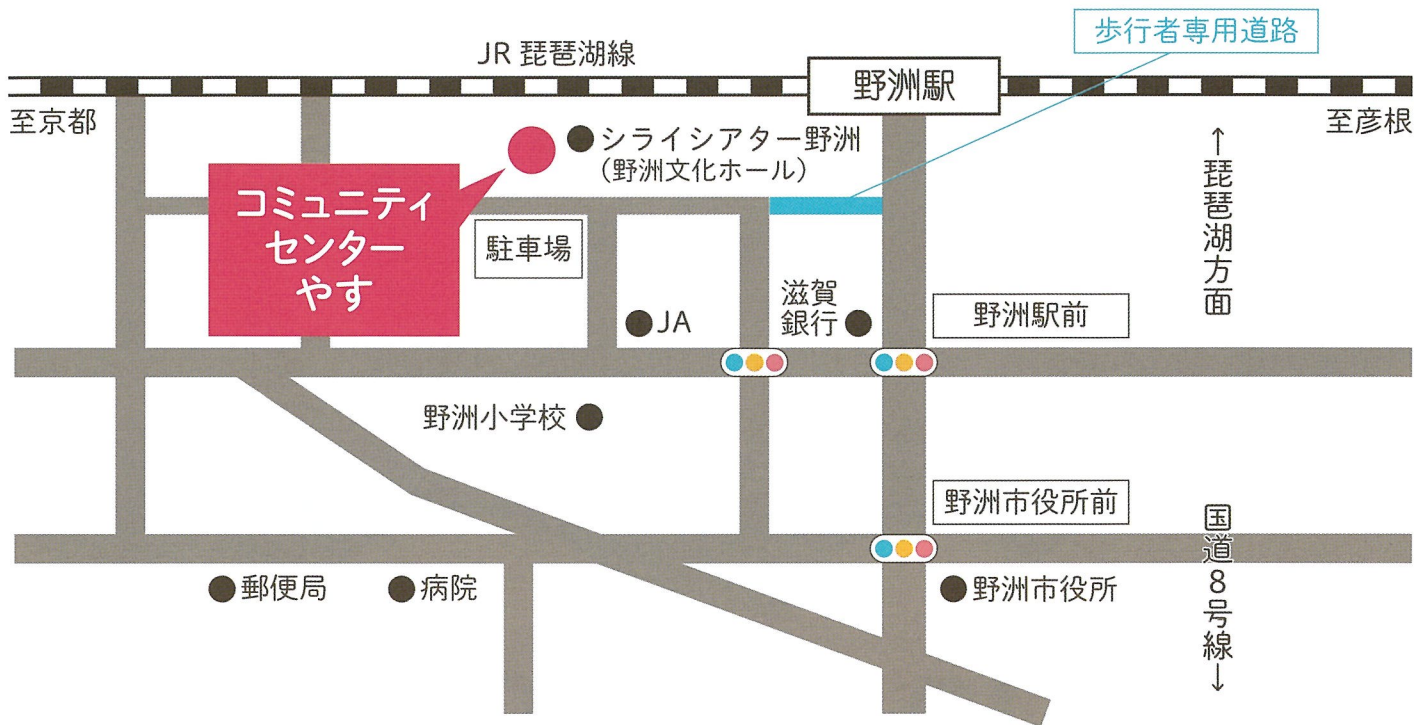 歩行者専用道路
JR 琵琶湖線
野洲駅
至京都
至彦根
シライシアター野洲
(野洲文化ホール)
コミュニティ
センター
やす
駐車場
←琵琶湖方面
滋賀
銀行
JA
野洲駅前
野洲小学校
野洲市役所前
国道8号線→
郵便局
病院
野洲市役所